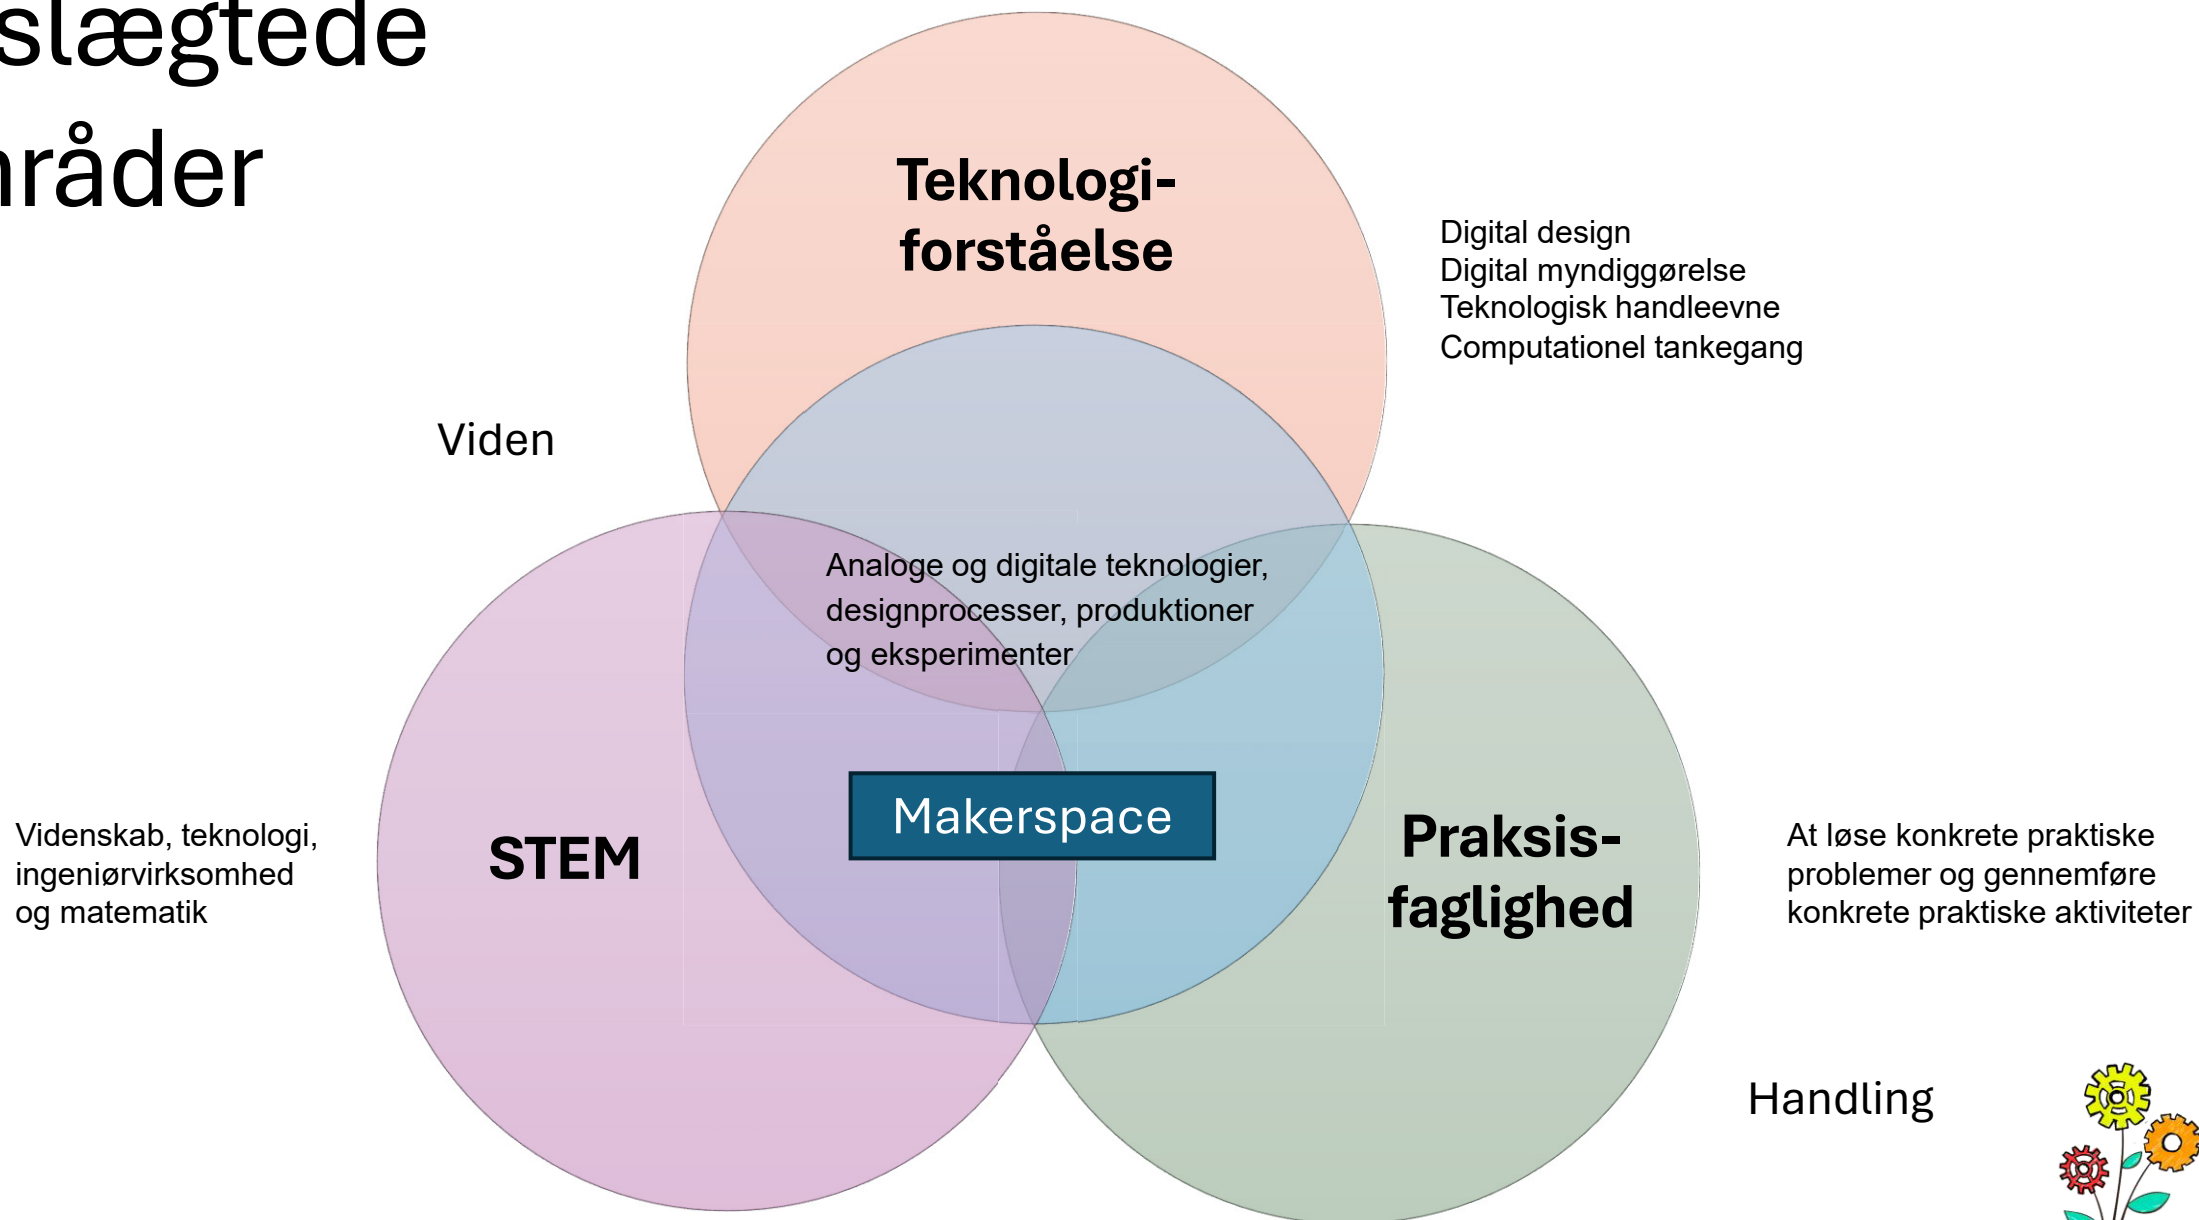 slægtede
råder
Teknologi-
forståelse
Digital design
Digital myndiggørelse
Teknologisk handleevne
Computationel tankegang
Viden
Analoge og digitale teknologier,
designprocesser, produktioner
og eksperimenter
Makerspace
STEM
Praksis-
faglighed
Videnskab, teknologi,
ingeniørvirksomhed
og matematik
At løse konkrete praktiske
problemer og gennemføre
konkrete praktiske aktiviteter
Handling